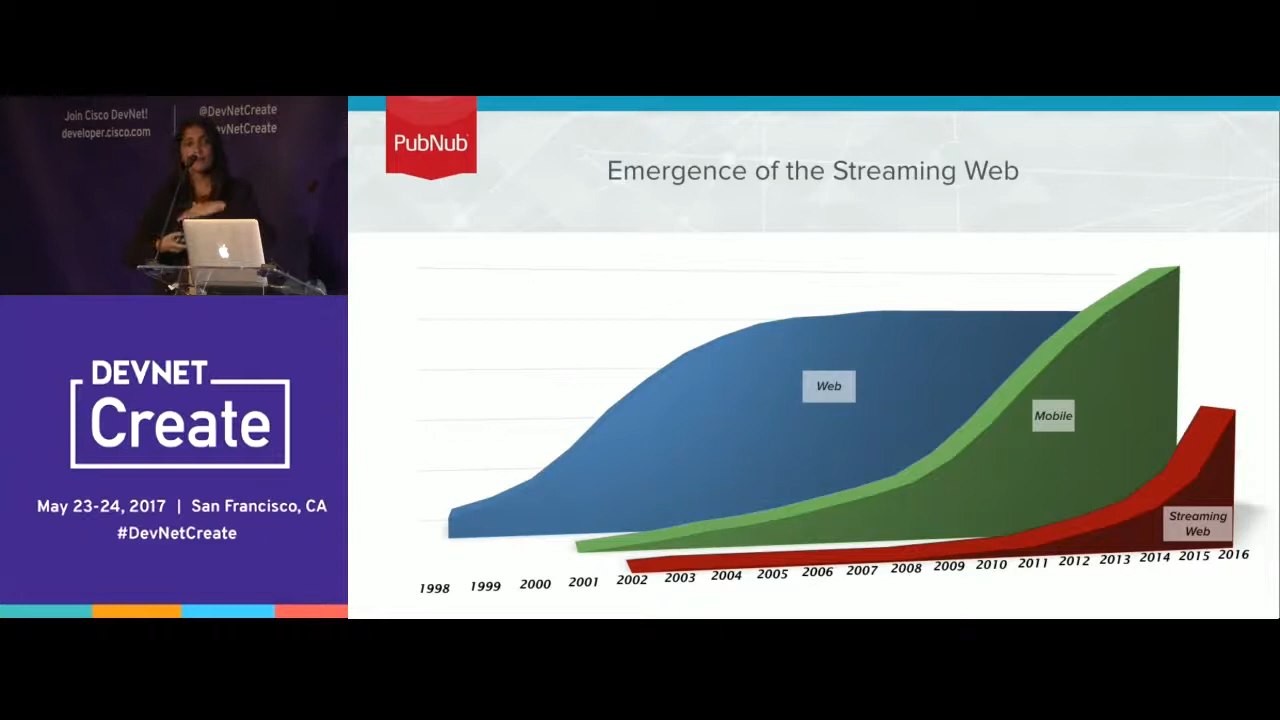 Join Cisco DevNet!
developer.cisco.com
@DevNetCreate
DevNetCreate
DEVNET
Create
May 23-24, 2017 | San Francisco, CA
#DevNetCreate
PubNub
Emergence of the Streaming Web
Web
Mobile
Streaming
Web
1998 1999 2000 2001 2002 2003 2004 2005 2006 2007 2008 2009 2010 2011 2012 2013 2014 2015 2016